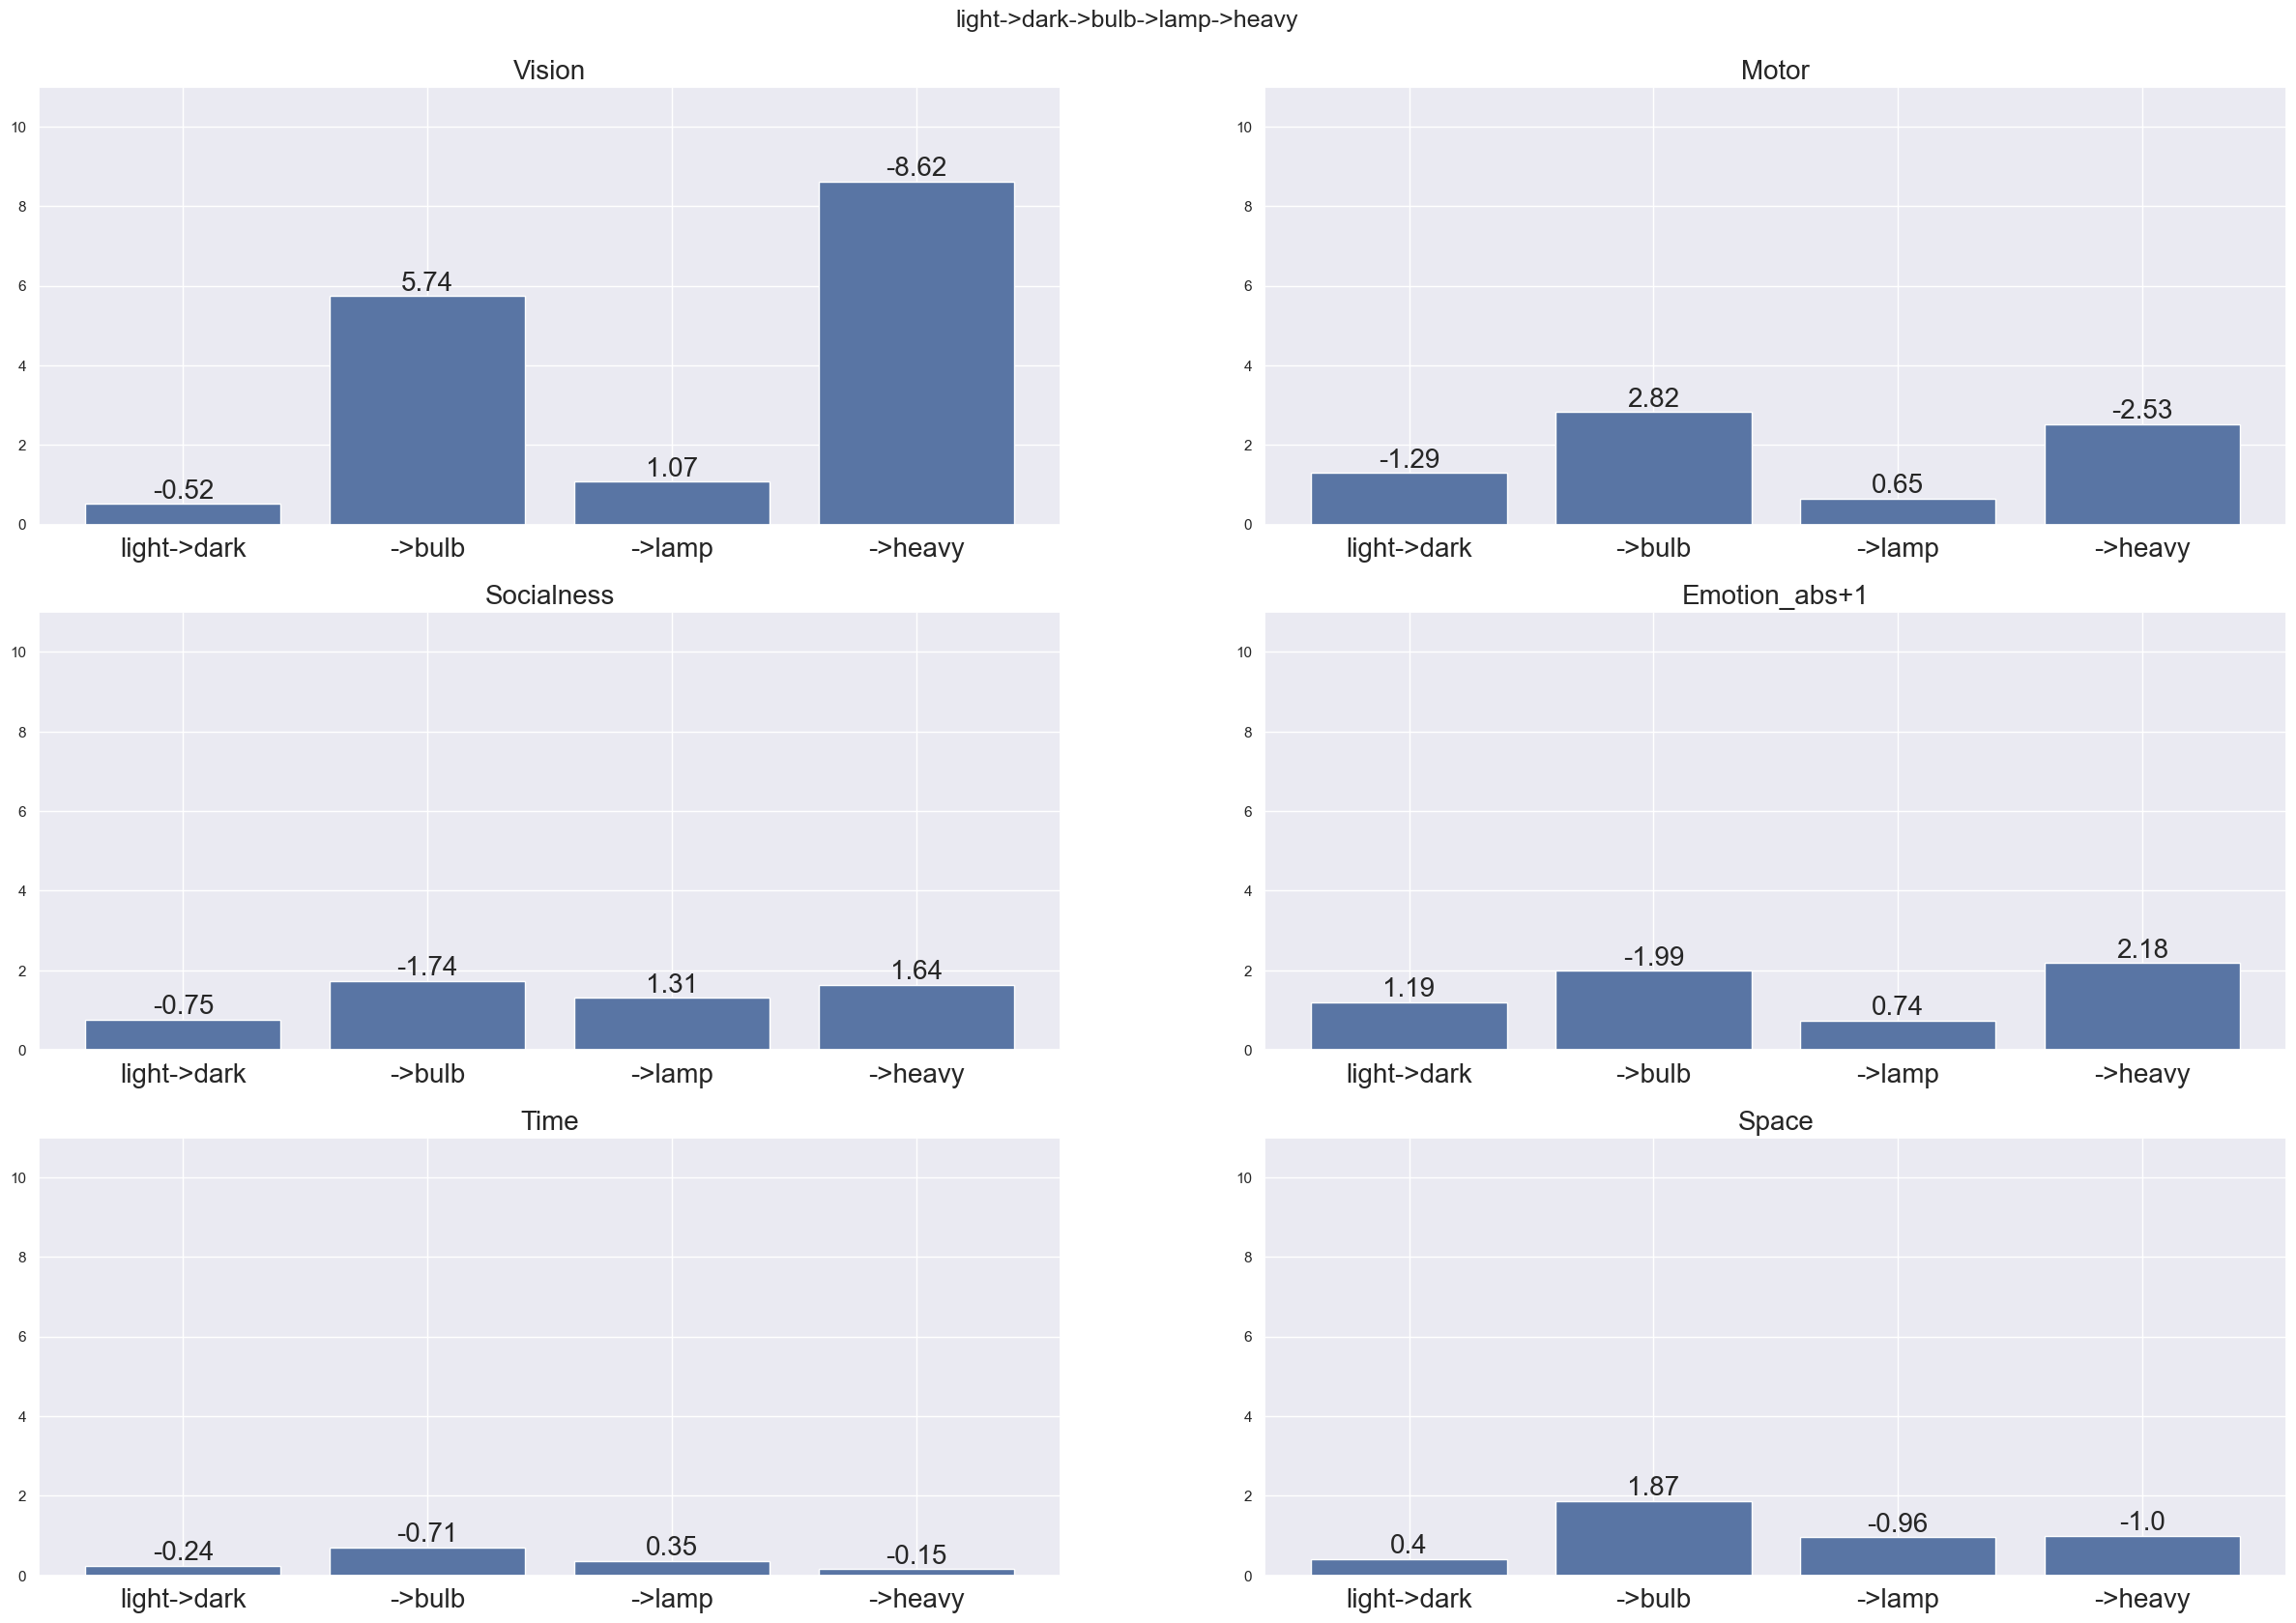 light->dark->bulb->lamp->heavy
Vision
10
8
6
4
2
0
-0.52
5.74
1.07
-8.62
light->dark
->bulb
->lamp
->heavy
Motor
10
8
6
4
2
0
-1.29
2.82
0.65
-2.53
light->dark
->bulb
->lamp
->heavy
Socialness
10
8
6
4
2
0
-0.75
-1.74
1.31
1.64
light->dark
->bulb
->lamp
->heavy
Emotion_abs+1
10
8
6
4
2
0
1.19
-1.99
0.74
2.18
light->dark
->bulb
->lamp
->heavy
Time
10
8
6
4
2
0
-0.24
-0.71
0.35
-0.15
light->dark
->bulb
->lamp
->heavy
Space
10
8
6
4
2
0
0.4
1.87
-0.96
-1.0
light->dark
->bulb
->lamp
->heavy